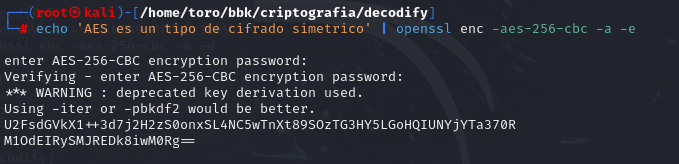 ┌──(root㉿kali)-[/home/toro/bbk/criptografia/decodify]
└─# echo 'AES es un tipo de cifrado simetrico' | openssl enc -aes-256-cbc -a -e
enter AES-256-CBC encryption password:
Verifying - enter AES-256-CBC encryption password:
*** WARNING : deprecated key derivation used.
Using -iter or -pbkdf2 would be better.
U2FsdGVkX1++3d7j2H2zS0onxSL4NC5wTnXt89SOzTG3HY5LGoHQIUNYjYTa370R
M1OdEIRySMJREDk8iwM0Rg==